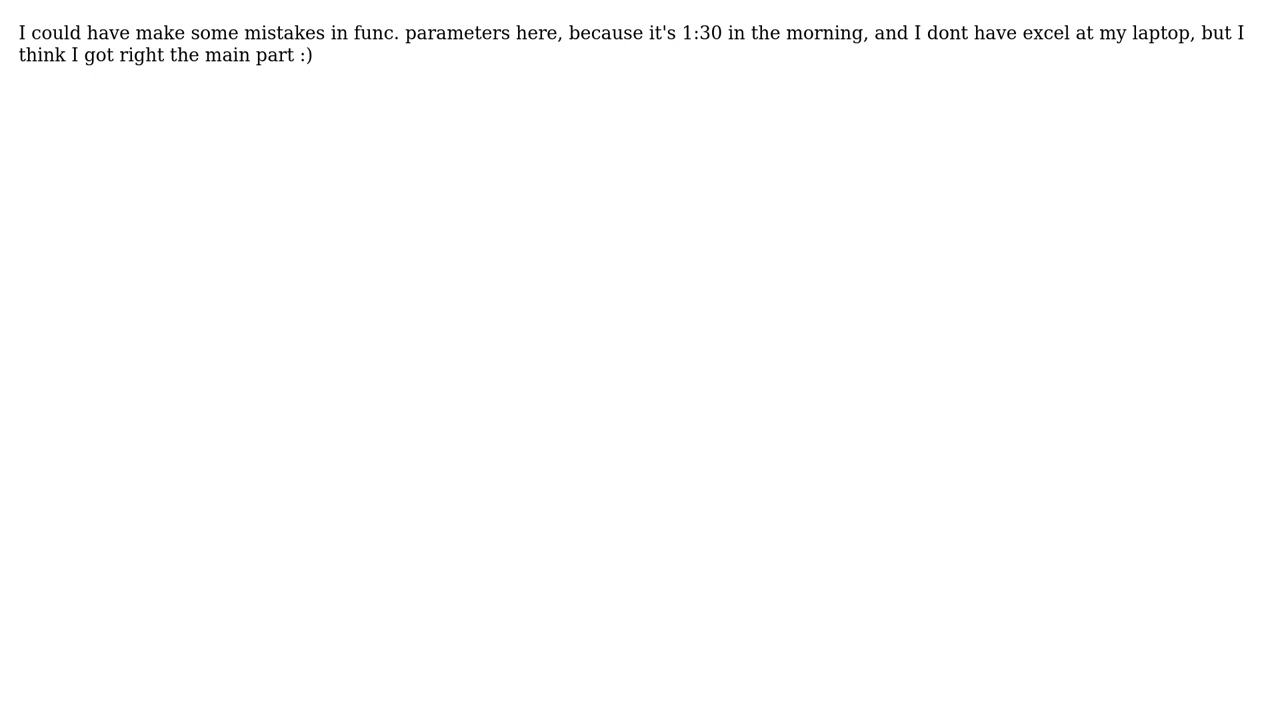 I could have make some mistakes in func. parameters here, because it's 1:30 in the morning, and I dont have excel at my laptop, but I
think I got right the main part :)